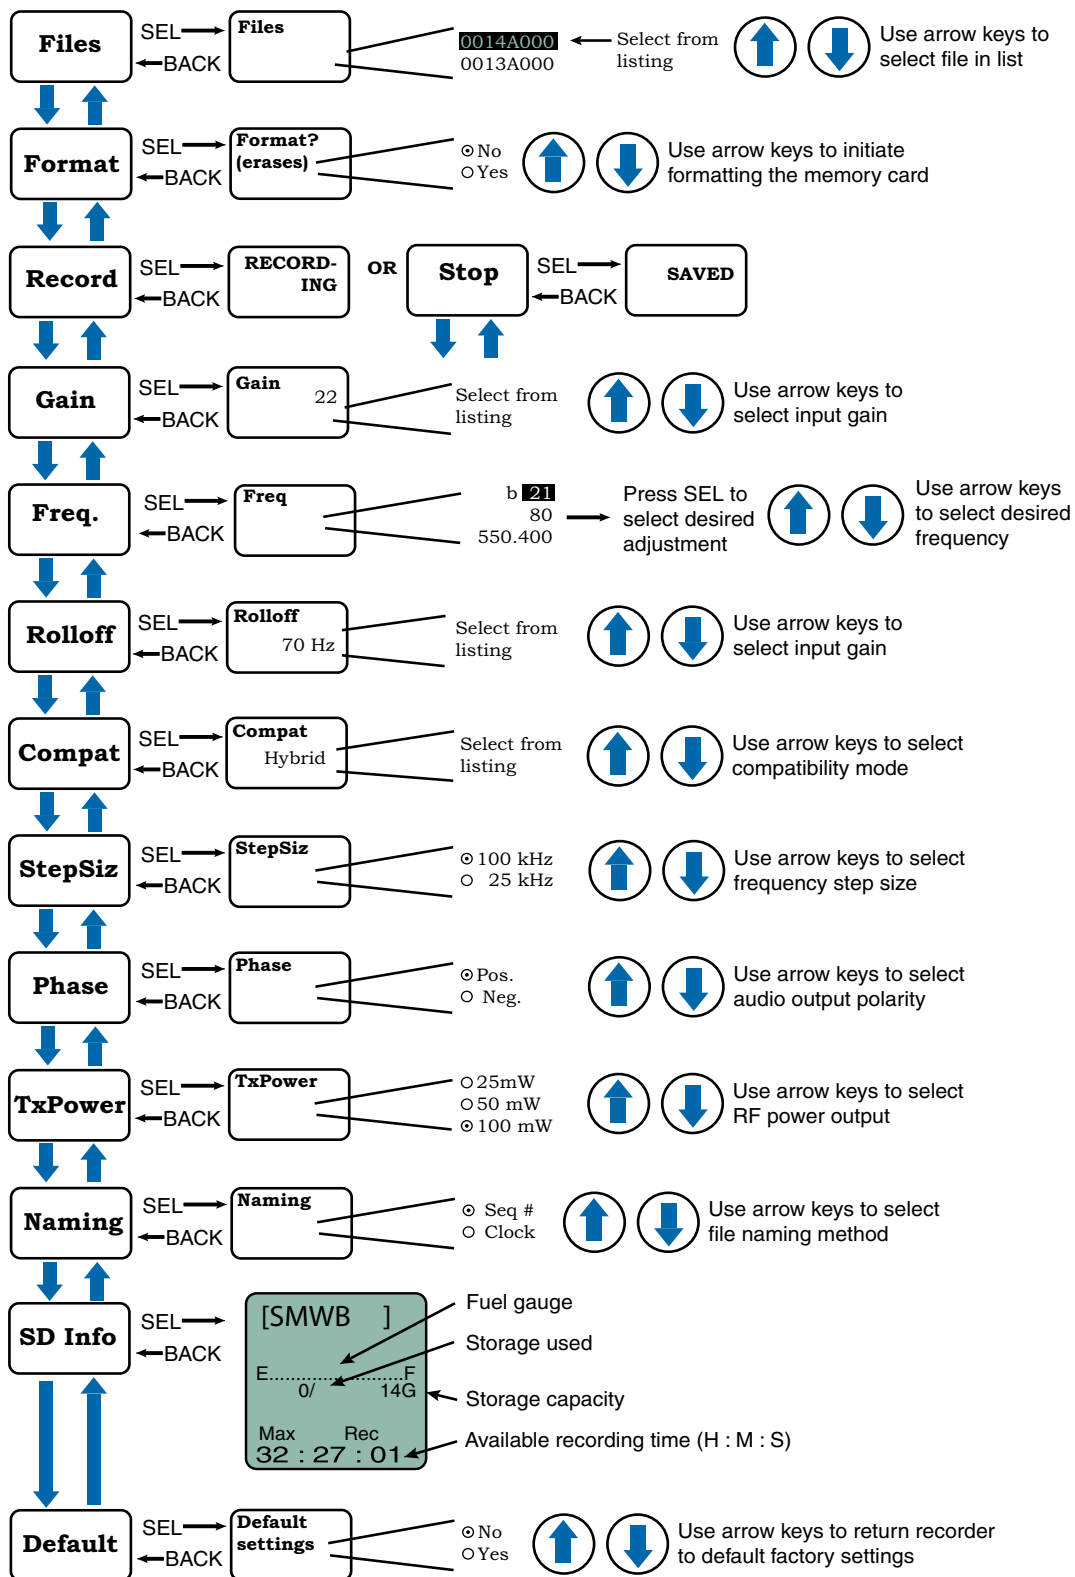 Files
SEL
BACK
Files
0014A000
0013A000
Select from
listing
Use arrow keys to
select file in list
Format
SEL
BACK
Format?
(erases)
No
Yes
Use arrow keys to initiate
formatting the memory card
Record
SEL
BACK
RECORD-
ING
OR
Stop
SEL
BACK
SAVED
Gain
SEL
BACK
Gain
22
Select from
listing
Use arrow keys to
select input gain
Freq.
SEL
BACK
Freq
b 21
80
550.400
Press SEL to
select desired
adjustment
Use arrow keys
to select desired
frequency
Rolloff
SEL
BACK
Rolloff
70 Hz
Select from
listing
Use arrow keys to
select input gain
Compat
SEL
BACK
Compat
Hybrid
Select from
listing
Use arrow keys to select
compatibility mode
StepSiz
SEL
BACK
StepSiz
100 kHz
25 kHz
Use arrow keys to select
frequency step size
Phase
SEL
BACK
Phase
Pos.
Neg.
Use arrow keys to select
audio output polarity
TxPower
SEL
BACK
TxPower
25mW
50 mW
100 mW
Use arrow keys to select
RF power output
Naming
SEL
BACK
Naming
Seq #
Clock
Use arrow keys to select
file naming method
SD Info
SEL
BACK
[SMWB ]
E......................F
0/ 14G
Max Rec
32 : 27 : 01
Fuel gauge
Storage used
Storage capacity
Available recording time (H : M : S)
Default
SEL
BACK
Default
settings
No
Yes
Use arrow keys to return recorder
to default factory settings